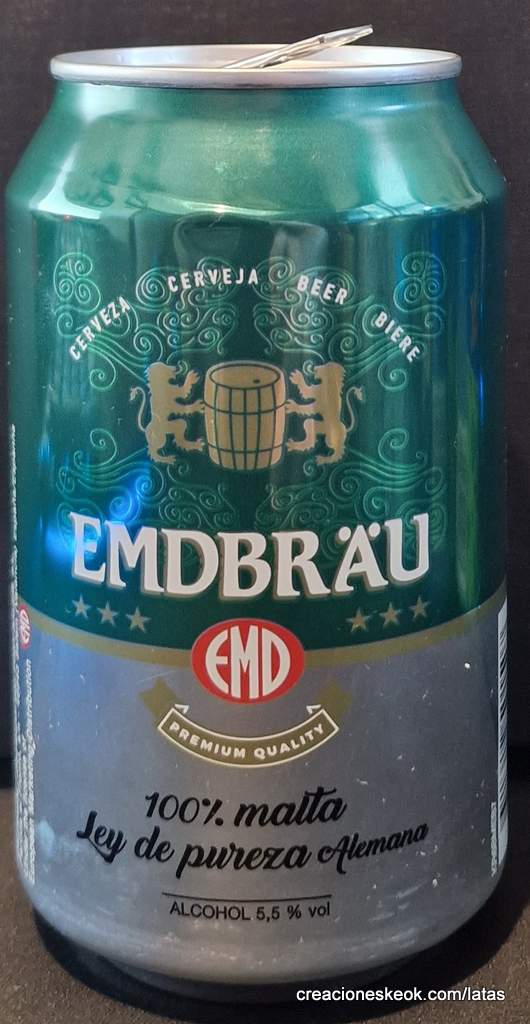 CERVEZA CERVEJA BEER BIERE
EMDBRÄU
EMD
PREMIUM QUALITY
100% malta
Ley de pureza Alemana
ALCOHOL 5,5 % vol
EMD
creacioneskeok.com/latas